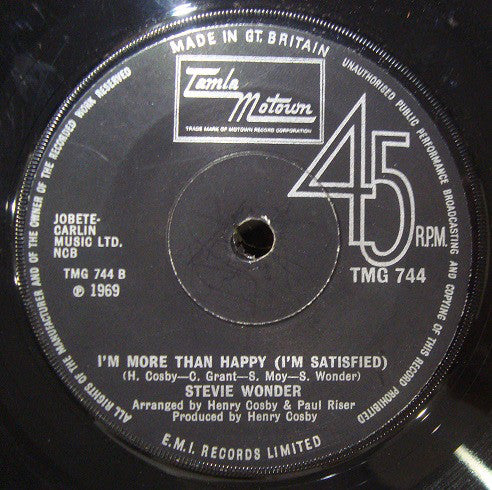 MADE IN GT. BRITAIN
UNAUTHORISED PUBLIC PERFORMANCE BROADCASTING AND COPYING OF THIS RECORD PROHIBITED
ALL RIGHTS OF THE MANUFACTURER AND OF THE OWNER OF THE RECORDED WORK RESERVED
Tamla
Motown
TRADE MARK OF MOTOWN RECORD CORPORATION
45
R.P.M.
TMG 744
JOBETE-
CARLIN
MUSIC LTD.
NCB
TMG 744 B
℗ 1969
I'M MORE THAN HAPPY (I'M SATISFIED)
(H. Cosby—C. Grant—S. Moy—S. Wonder)
STEVIE WONDER
Arranged by Henry Cosby & Paul Riser
Produced by Henry Cosby
E.M.I. RECORDS LIMITED